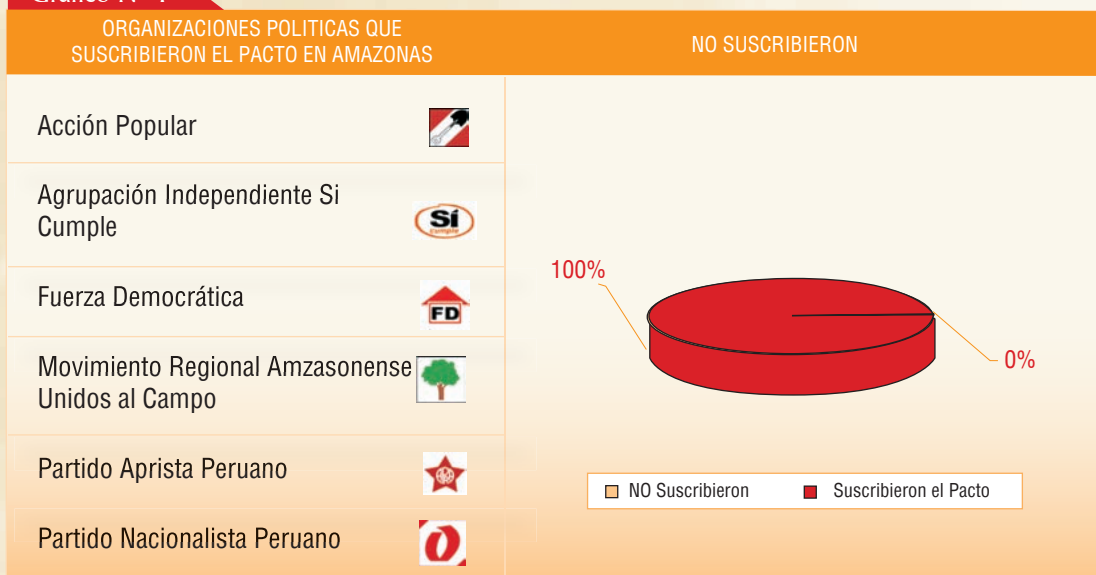 ORGANIZACIONES POLITICAS QUE
SUSCRIBIERON EL PACTO EN AMAZONAS
NO SUSCRIBIERON
Acción Popular
Agrupación Independiente Si
Cumple
Sí
cumple
Fuerza Democrática
FD
Movimiento Regional Amzasonense
Unidos al Campo
Partido Aprista Peruano
Partido Nacionalista Peruano
100%
0%
NO Suscribieron
Suscribieron el Pacto